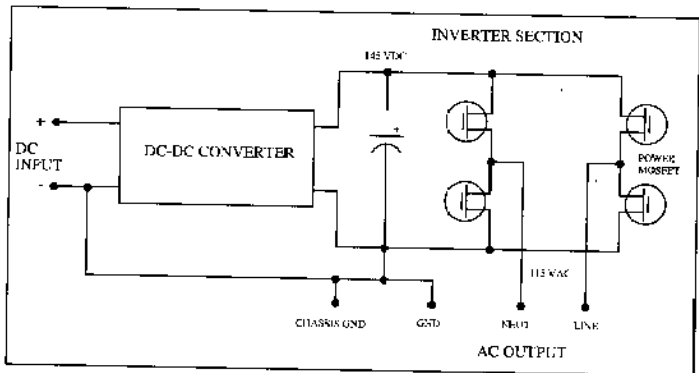 INVERTER SECTION
145 VDC
+
DC
INPUT
-
DC-DC CONVERTER
+
POWER
MOSFET
115 VAC
CHASSIS GND
GND
NEUT
LINE
AC OUTPUT